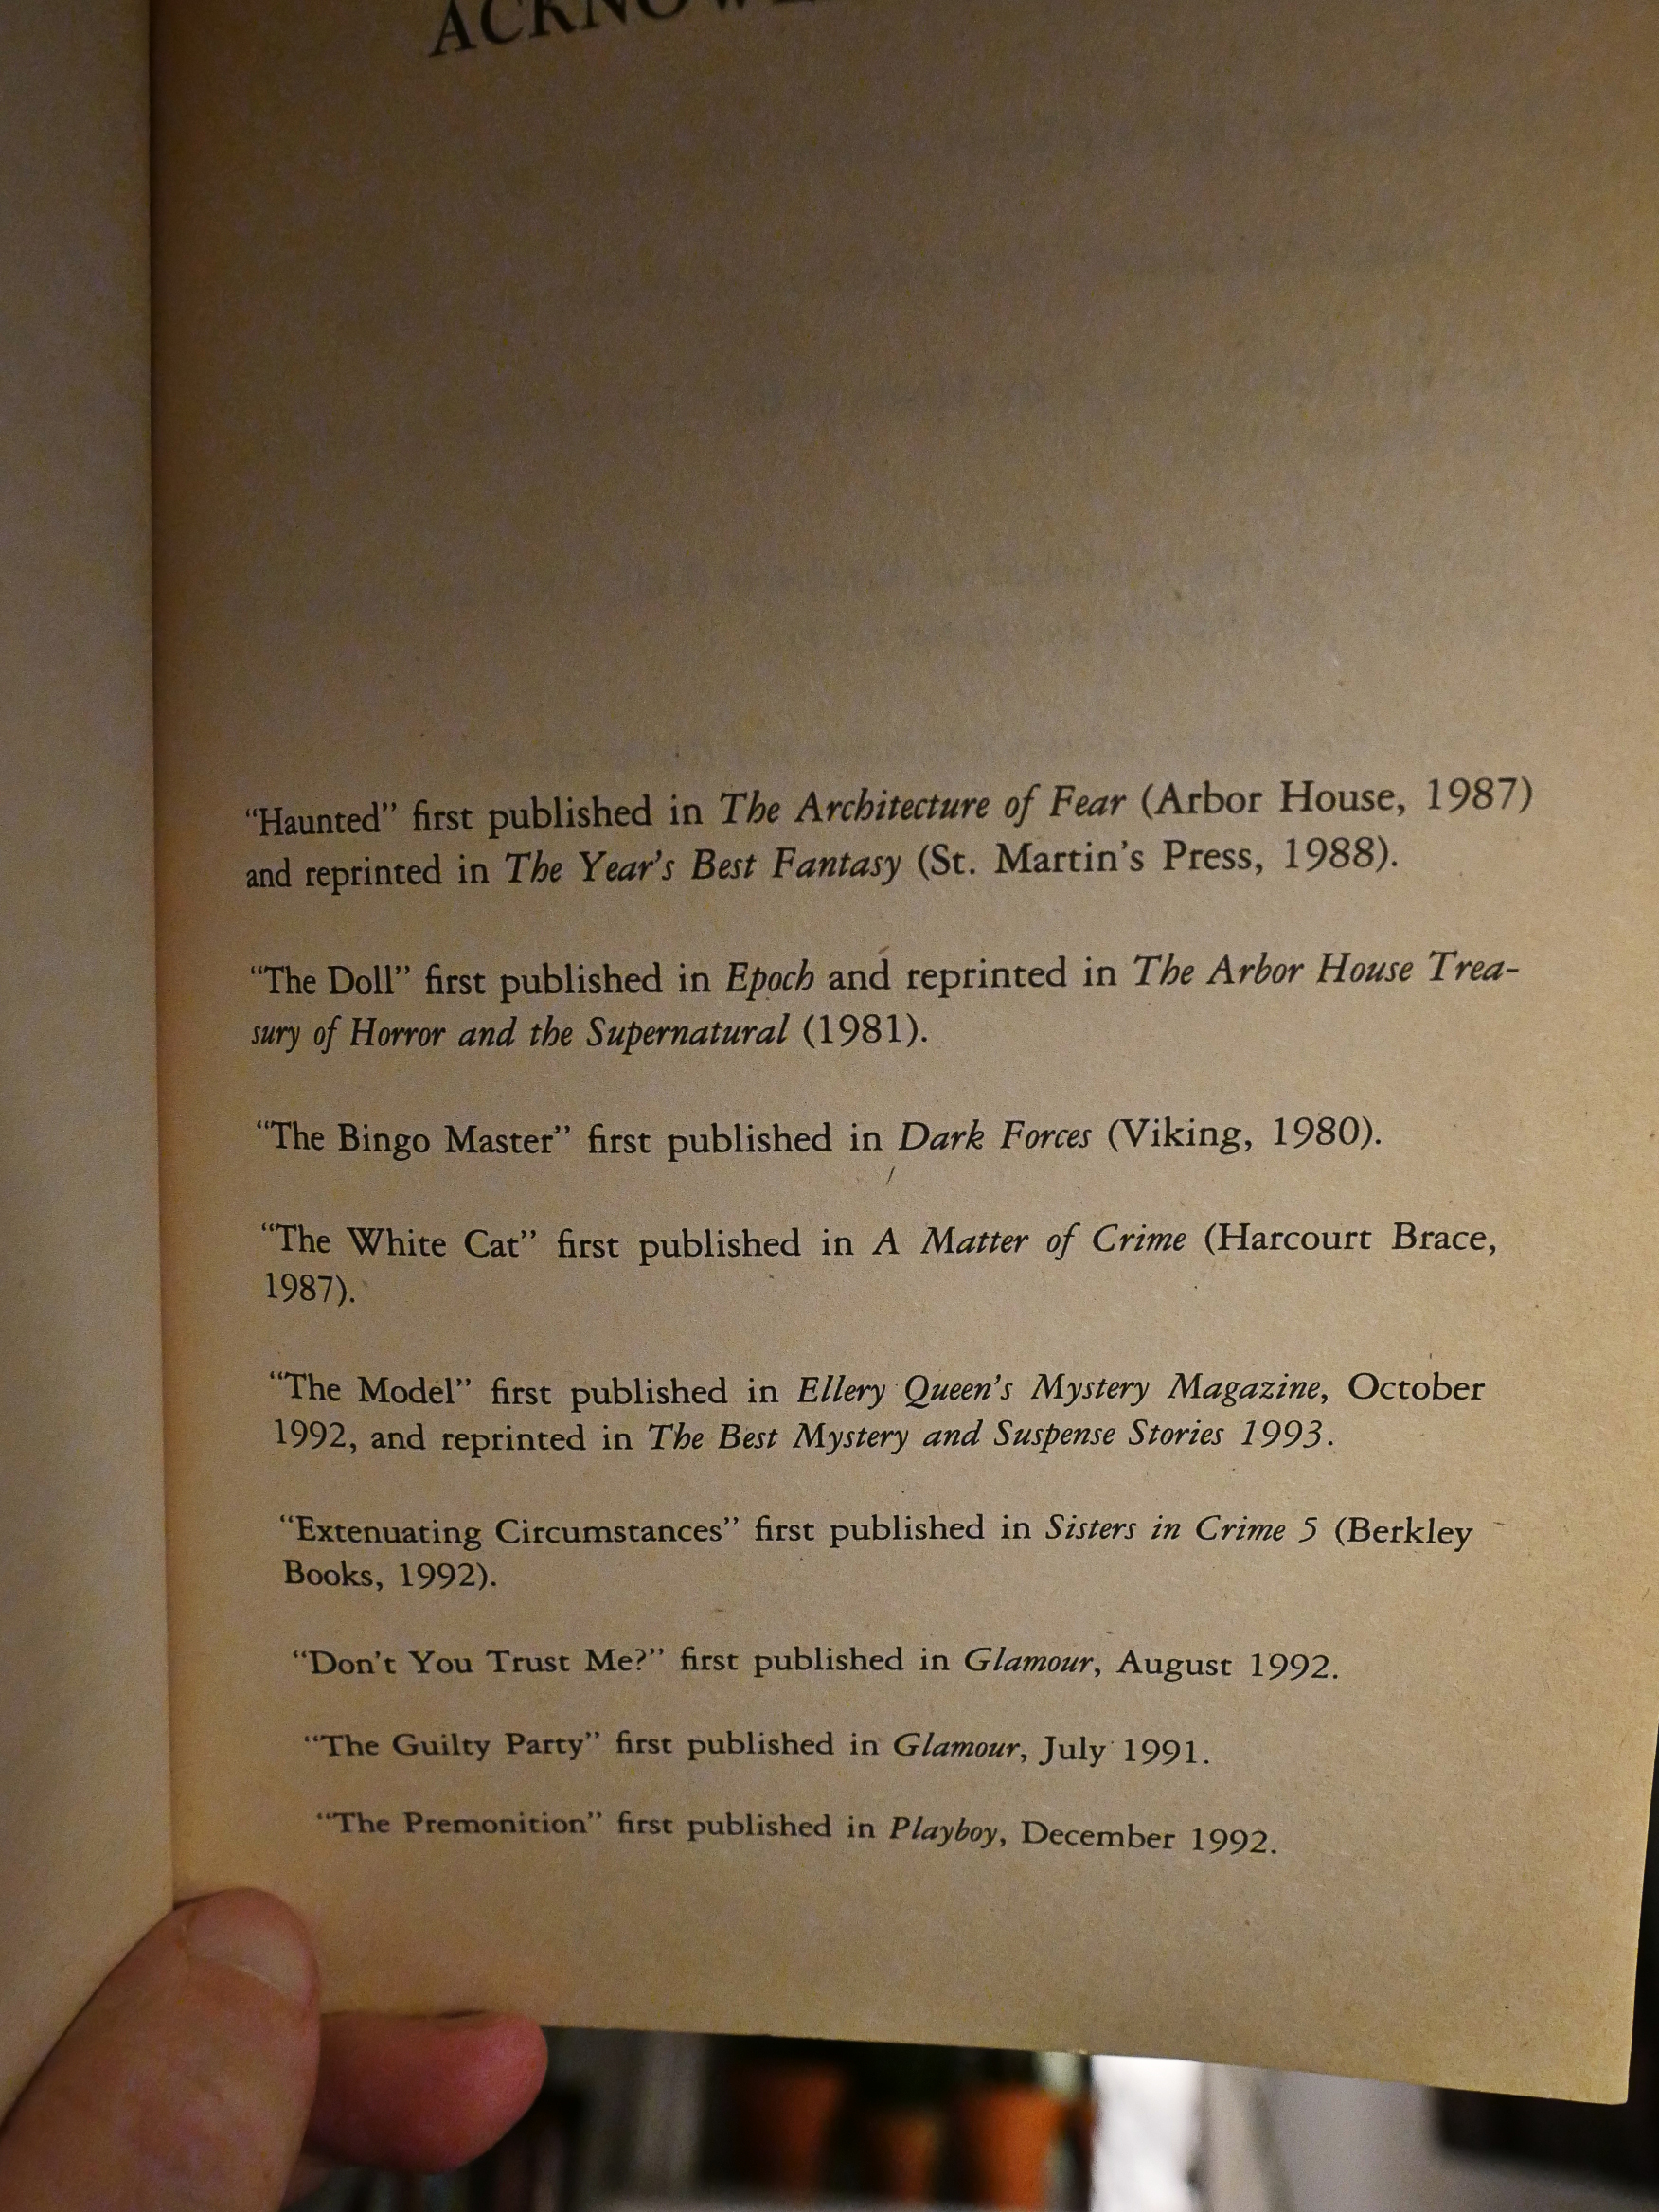 “Haunted” first published in The Architecture of Fear (Arbor House, 1987)
and reprinted in The Year’s Best Fantasy (St. Martin’s Press, 1988).
“The Doll” first published in Epoch and reprinted in The Arbor House Trea-
sury of Horror and the Supernatural (1981).
“The Bingo Master” first published in Dark Forces (Viking, 1980).
“The White Cat” first published in A Matter of Crime (Harcourt Brace,
1987).
“The Model” first published in Ellery Queen’s Mystery Magazine, October
1992, and reprinted in The Best Mystery and Suspense Stories 1993.
“Extenuating Circumstances” first published in Sisters in Crime 5 (Berkley
Books, 1992).
“Don’t You Trust Me?” first published in Glamour, August 1992.
“The Guilty Party” first published in Glamour, July 1991.
“The Premonition” first published in Playboy, December 1992.